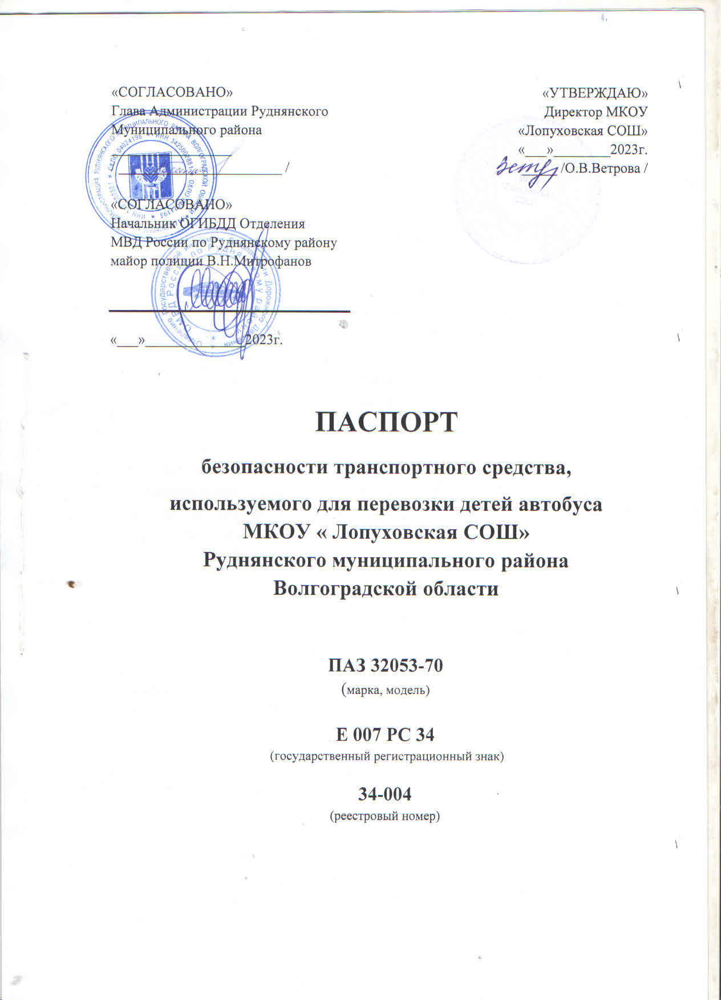 «СОГЛАСОВАНО»
Глава Администрации Руднянского
Муниципального района
/
«СОГЛАСОВАНО»
Начальник ОГИБДД Отделения
МВД России по Руднянскому району
майор полиции В.Н.Митрофанов
«___»______________2023г.
«УТВЕРЖДАЮ»
Директор МКОУ
«Лопуховская СОШ»
«___»________2023г.
/О.В.Ветрова /
ПАСПОРТ
безопасности транспортного средства,
используемого для перевозки детей автобуса
МКОУ « Лопуховская СОШ»
Руднянского муниципального района
Волгоградской области
ПАЗ 32053-70
(марка, модель)
Е 007 РС 34
(государственный регистрационный знак)
34-004
(реестровый номер)